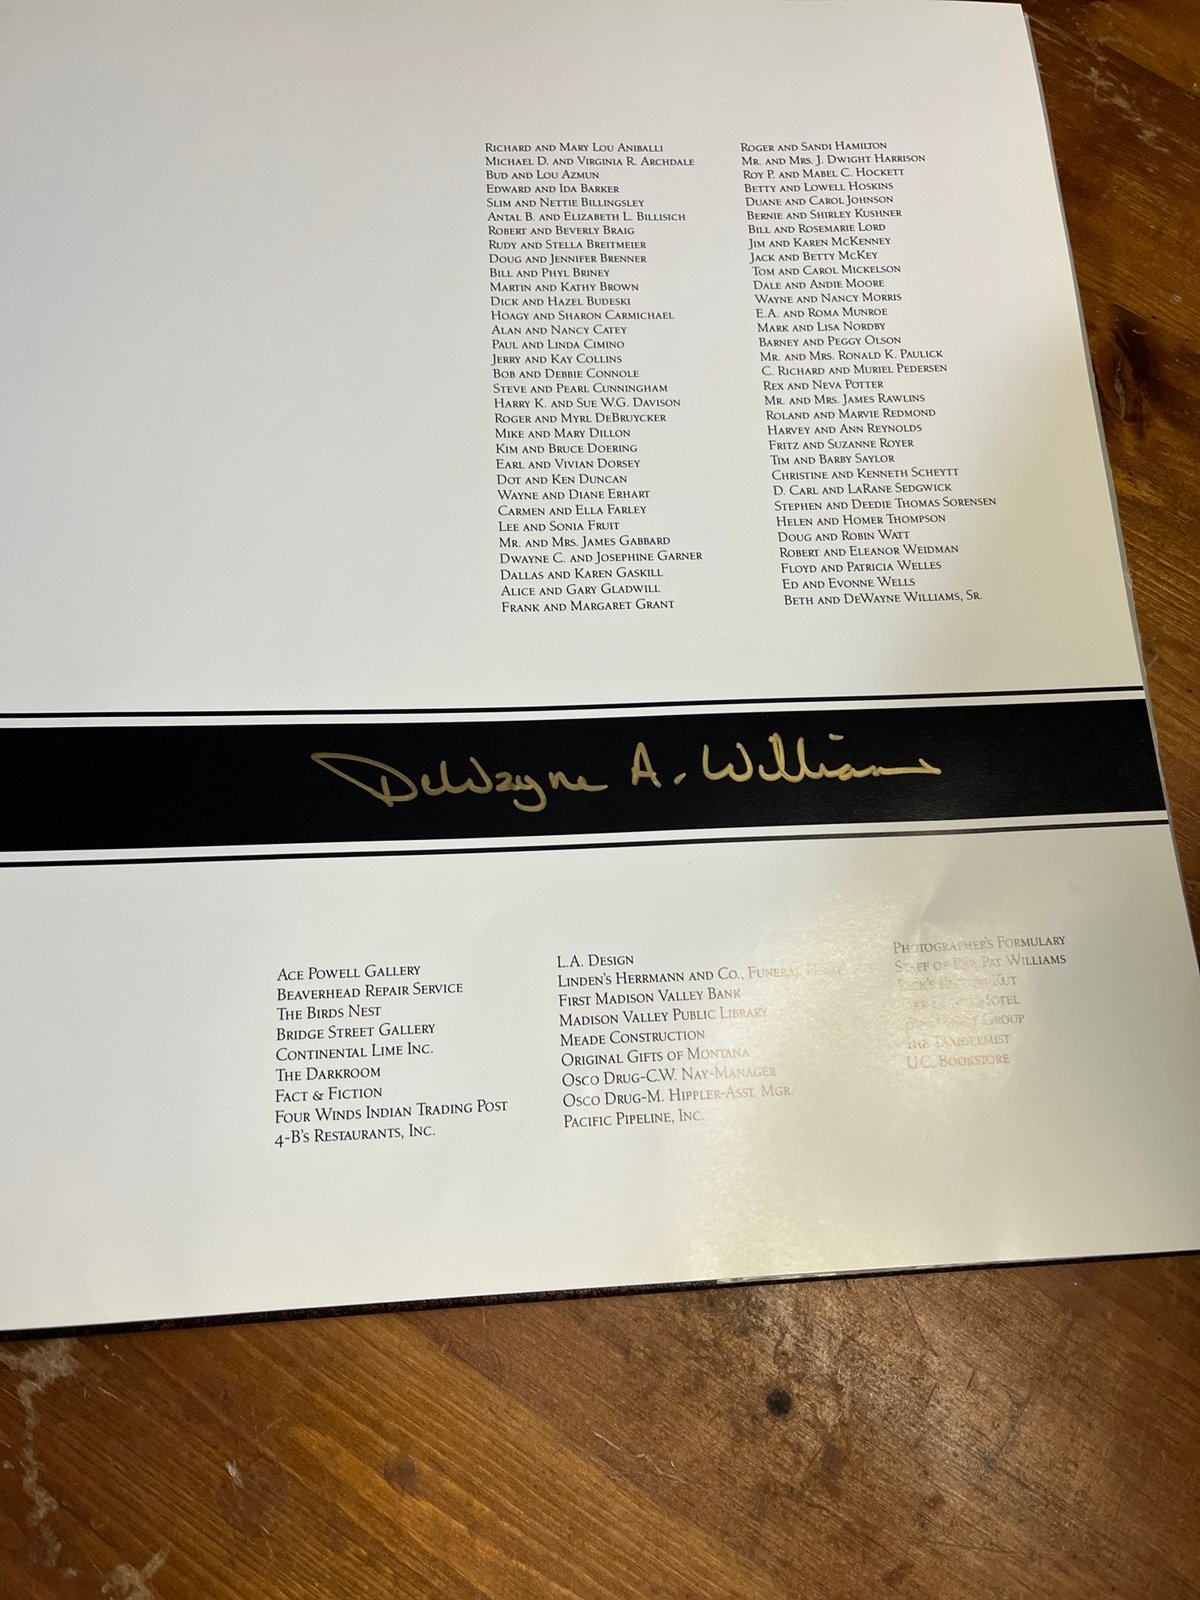 Richard and Mary Lou Aniballi
Michael D. and Virginia R. Archdale
Bud and Lou Azmun
Edward and Ida Barker
Slim and Nettie Billingsley
Antal B. and Elizabeth L. Billisich
Robert and Beverly Braig
Rudy and Stella Breitmeier
Doug and Jennifer Brenner
Bill and Phyl Briney
Martin and Kathy Brown
Dick and Hazel Budeski
Hoagy and Sharon Carmichael
Alan and Nancy Catey
Paul and Linda Cimino
Jerry and Kay Collins
Bob and Debbie Connole
Steve and Pearl Cunningham
Harry K. and Sue W.G. Davison
Roger and Myrl DeBruycker
Mike and Mary Dillon
Kim and Bruce Doering
Earl and Vivian Dorsey
Dot and Ken Duncan
Wayne and Diane Erhart
Carmen and Ella Farley
Lee and Sonia Fruit
Mr. and Mrs. James Gabbard
Dwayne C. and Josephine Garner
Dallas and Karen Gaskill
Alice and Gary Gladwill
Frank and Margaret Grant
Roger and Sandi Hamilton
Mr. and Mrs. J. Dwight Harrison
Roy P. and Mabel C. Hockett
Betty and Lowell Hoskins
Duane and Carol Johnson
Bernie and Shirley Kushner
Bill and Rosemarie Lord
Jim and Karen McKenney
Jack and Betty McKey
Tom and Carol Mickelson
Dale and Andie Moore
Wayne and Nancy Morris
E.A. and Roma Munroe
Mark and Lisa Nordby
Barney and Peggy Olson
Mr. and Mrs. Ronald K. Paulick
C. Richard and Muriel Pedersen
Rex and Neva Potter
Mr. and Mrs. James Rawlins
Roland and Marvie Redmond
Harvey and Ann Reynolds
Fritz and Suzanne Royer
Tim and Barby Saylor
Christine and Kenneth Scheytt
D. Carl and LaRane Sedgwick
Stephen and Deedie Thomas Sorensen
Helen and Homer Thompson
Doug and Robin Watt
Robert and Eleanor Weidman
Floyd and Patricia Welles
Ed and Evonne Wells
Beth and DeWayne Williams, Sr.
DeWayne A. Williams
Ace Powell Gallery
Beaverhead Repair Service
The Birds Nest
Bridge Street Gallery
Continental Lime Inc.
The Darkroom
Fact & Fiction
Four Winds Indian Trading Post
4-B's Restaurants, Inc.
L.A. Design
Linden's Herrmann and Co., Funeral Home
First Madison Valley Bank
Madison Valley Public Library
Meade Construction
Original Gifts of Montana
Osco Drug-C.W. Nay-Manager
Osco Drug-M. Hippler-Asst. Mgr.
Pacific Pipeline, Inc.
Photographer's Formulary
Staff of Rep. Pat Williams
Kut
Hotel
Group
The Taxidermist
U.C. Bookstore